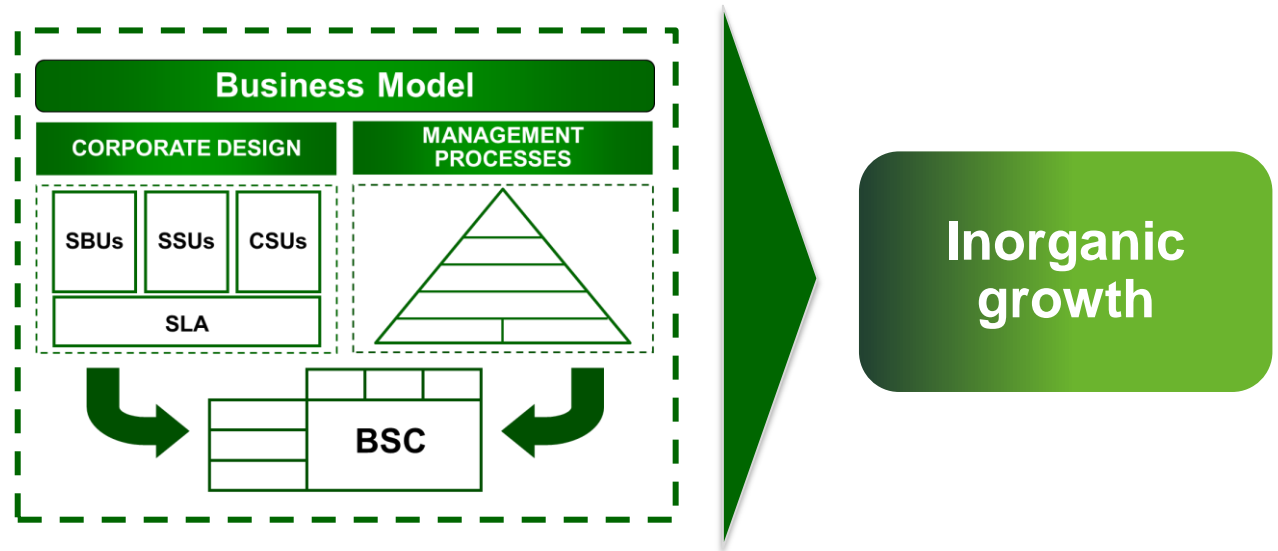 Business Model
CORPORATE DESIGN
MANAGEMENT
PROCESSES
SBUs
SSUs
CSUs
SLA
BSC
Inorganic
growth